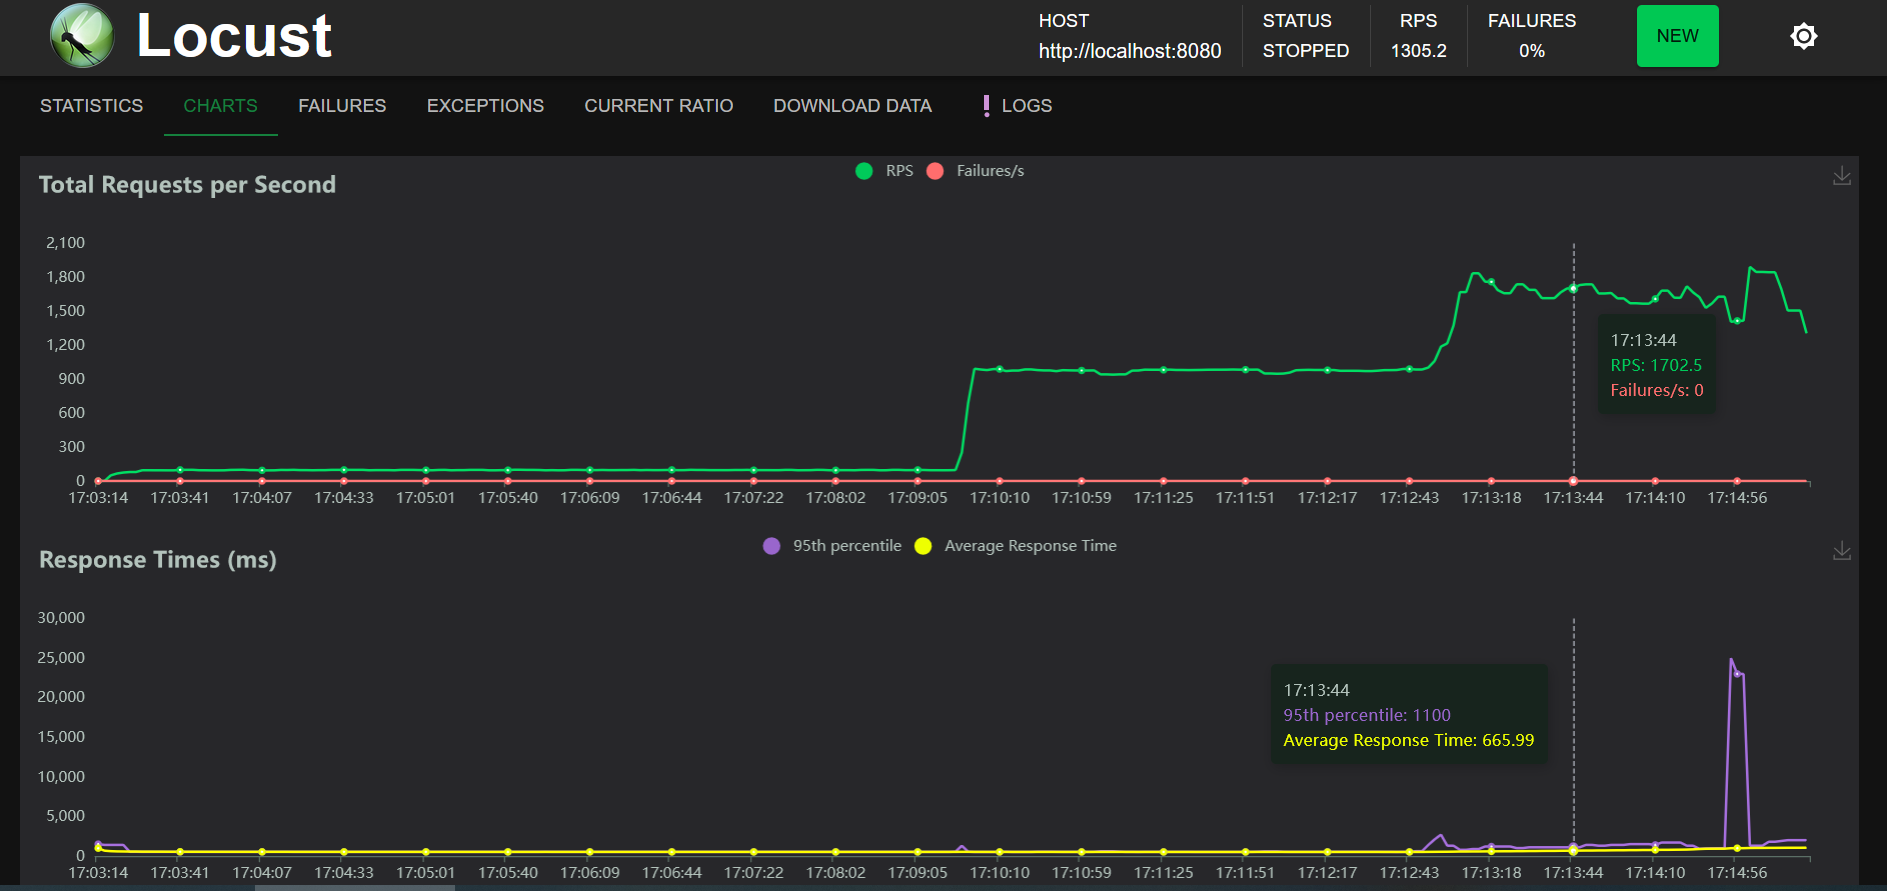 Locust
HOST
http://localhost:8080
STATUS
STOPPED
RPS
1305.2
FAILURES
0%
NEW
STATISTICS CHARTS FAILURES EXCEPTIONS CURRENT RATIO DOWNLOAD DATA LOGS
Total Requests per Second
RPS Failures/s
2,100
1,800
1,500
1,200
900
600
300
0
17:13:44
RPS: 1702.5
Failures/s: 0
17:03:14 17:03:41 17:04:07 17:04:33 17:05:01 17:05:40 17:06:09 17:06:44 17:07:22 17:08:02 17:09:05 17:10:10 17:10:59 17:11:25 17:11:51 17:12:17 17:12:43 17:13:18 17:13:44 17:14:10 17:14:56
Response Times (ms)
95th percentile Average Response Time
30,000
25,000
20,000
15,000
10,000
5,000
0
17:13:44
95th percentile: 1100
Average Response Time: 665.99
17:03:14 17:03:41 17:04:07 17:04:33 17:05:01 17:05:40 17:06:09 17:06:44 17:07:22 17:08:02 17:09:05 17:10:10 17:10:59 17:11:25 17:11:51 17:12:17 17:12:43 17:13:18 17:13:44 17:14:10 17:14:56